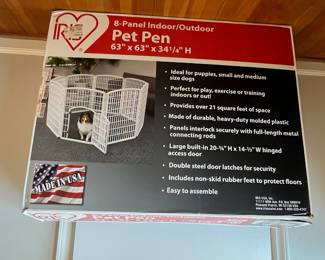 IRIS
8-Panel Indoor/Outdoor
Pet Pen
63" x 63" x 34¼" H
• Ideal for puppies, small and medium
size dogs
• Perfect for play, exercise or training
indoors or out!
• Provides over 21 square feet of space
• Made of durable, heavy-duty molded plastic
• Panels interlock securely with full-length metal
connecting rods
• Large built-in 20-¾" H x 14-½" W hinged
access door
• Double steel door latches for security
• Includes non-skid rubber feet to protect floors
• Easy to assemble
MADE IN USA
IRIS USA, Inc.